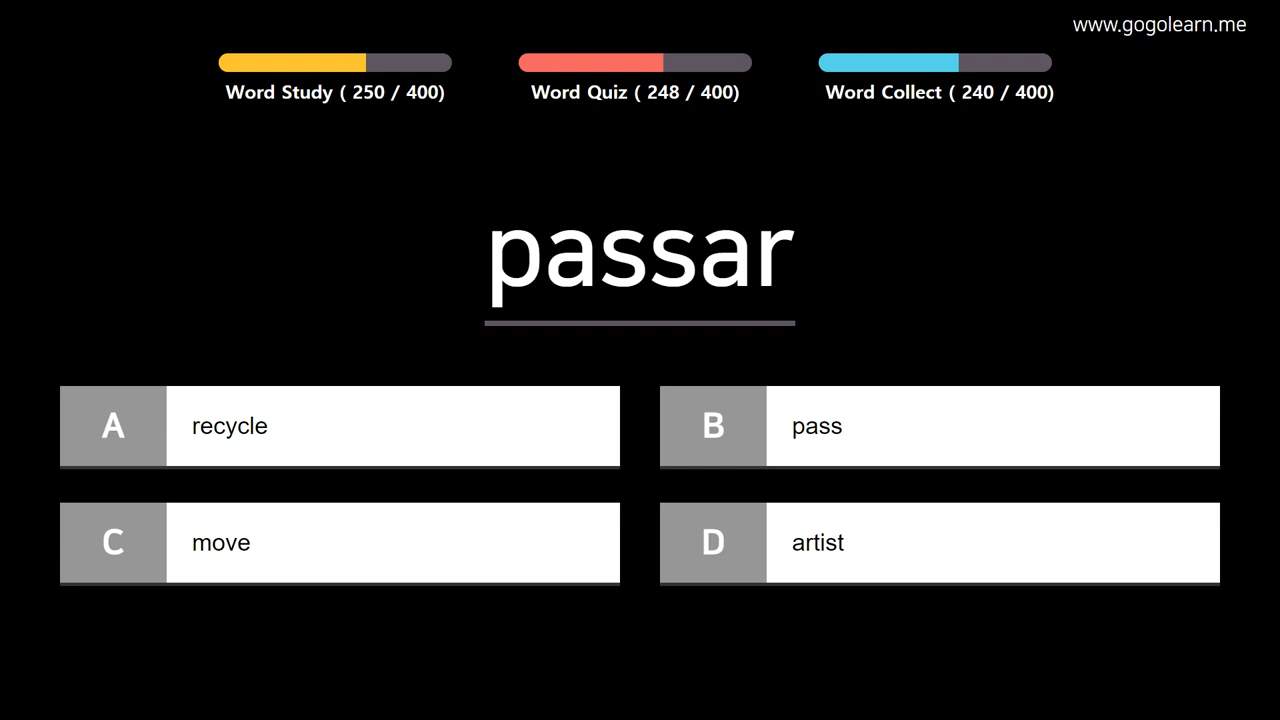 www.gogolearn.me
Word Study ( 250 / 400)
Word Quiz ( 248 / 400)
Word Collect ( 240 / 400)
passar
A recycle
B pass
C move
D artist